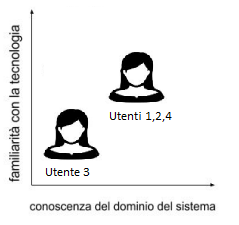 familiarità con la tecnologia
Utenti 1,2,4
Utente 3
conoscenza del dominio del sistema